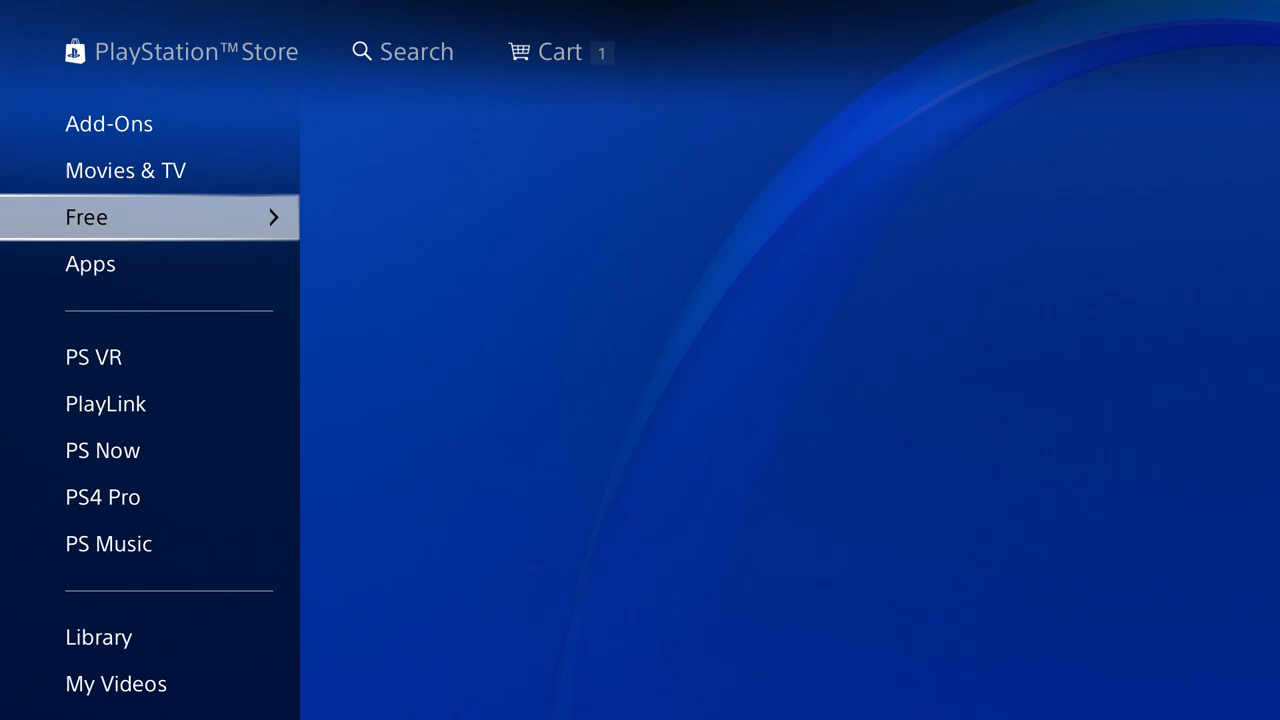 PlayStation™Store
Search
Cart 1
Add-Ons
Movies & TV
Free
Apps
PS VR
PlayLink
PS Now
PS4 Pro
PS Music
Library
My Videos